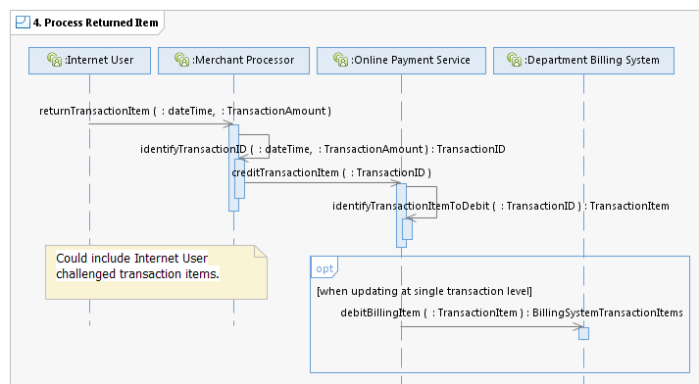 4. Process Returned Item
:Internet User
:Merchant Processor
:Online Payment Service
:Department Billing System
returnTransactionItem ( : dateTime, : TransactionAmount )
identifyTransactionID ( : dateTime, : TransactionAmount ) : TransactionID
creditTransactionItem ( : TransactionID )
identifyTransactionItemToDebit ( : TransactionID ) : TransactionItem
Could include Internet User
challenged transaction items.
opt
[when updating at single transaction level]
debitBillingItem ( : TransactionItem ) : BillingSystemTransactionItems